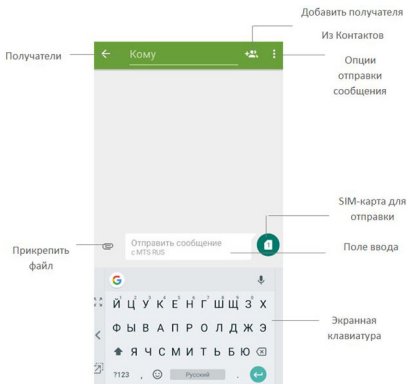 Добавить получателя
Из Контактов
Получатели
Кому
Опции
отправки
сообщения
SIM-карта для
отправки
Отправить сообщение
с MTS RUS
Поле ввода
Прикрепить
файл
G
Й Ц У К Е Н Г Ш Щ З Х
Ф Ы В А П Р О Л Д Ж Э
Экранная
клавиатура
Я Ч С М И Т Ь Б Ю
?123 , Русский .